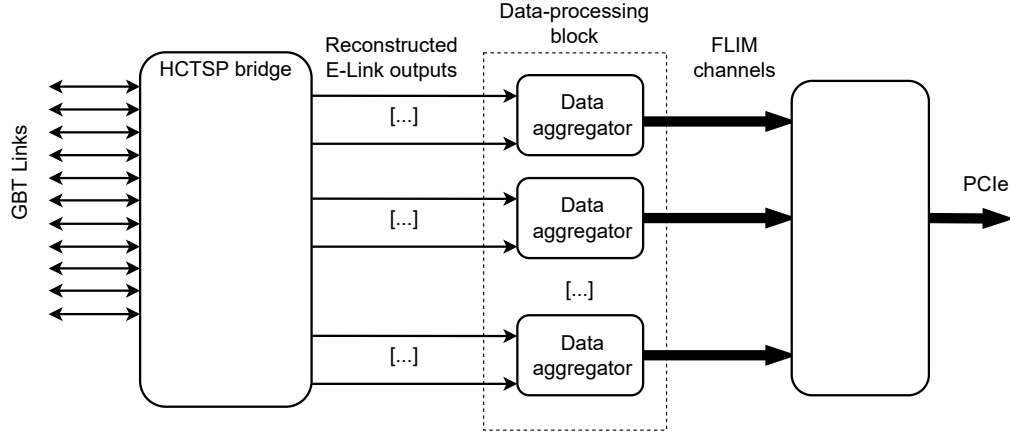 Data-processing
block
Reconstructed
E-Link outputs
FLIM
channels
HCTSP bridge
GBT Links
[...]
Data
aggregator
[...]
Data
aggregator
PCIe
[...]
[...]
Data
aggregator